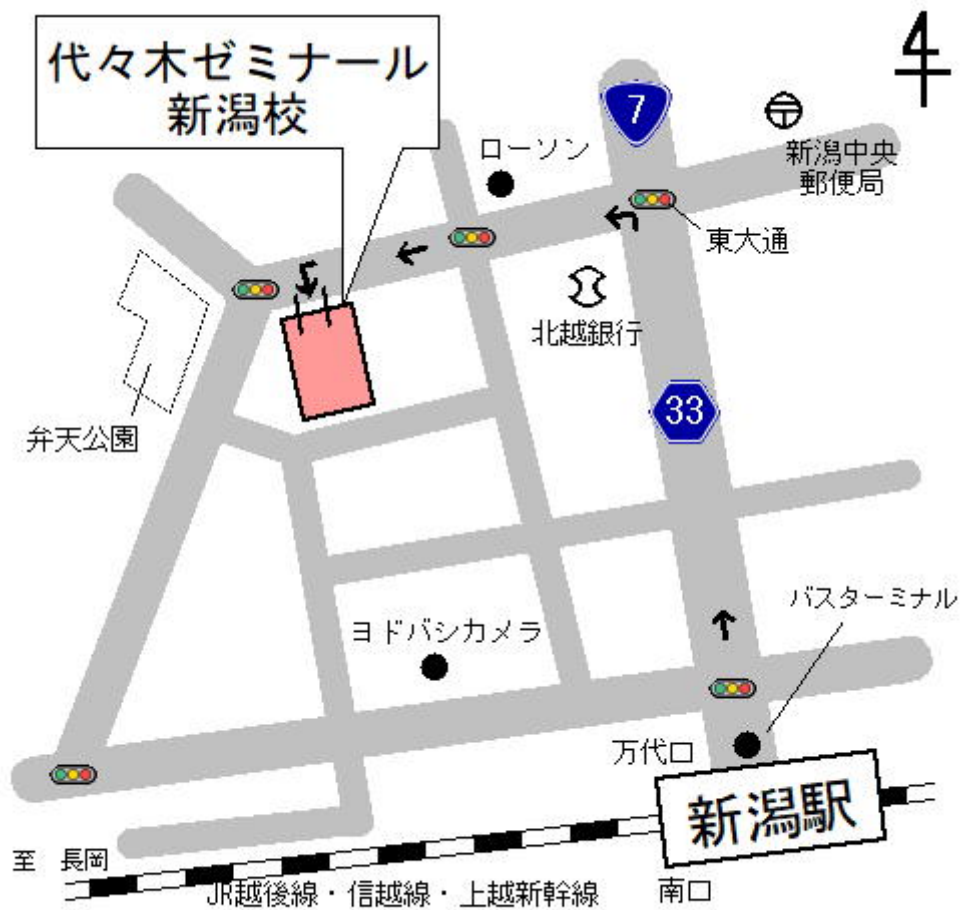 代々木ゼミナール
新潟校
7
ローソン
新潟中央
郵便局
東大通
北越銀行
33
弁天公園
バスターミナル
ヨドバシカメラ
万代口
新潟駅
至 長岡
JR越後線・信越線・上越新幹線
南口